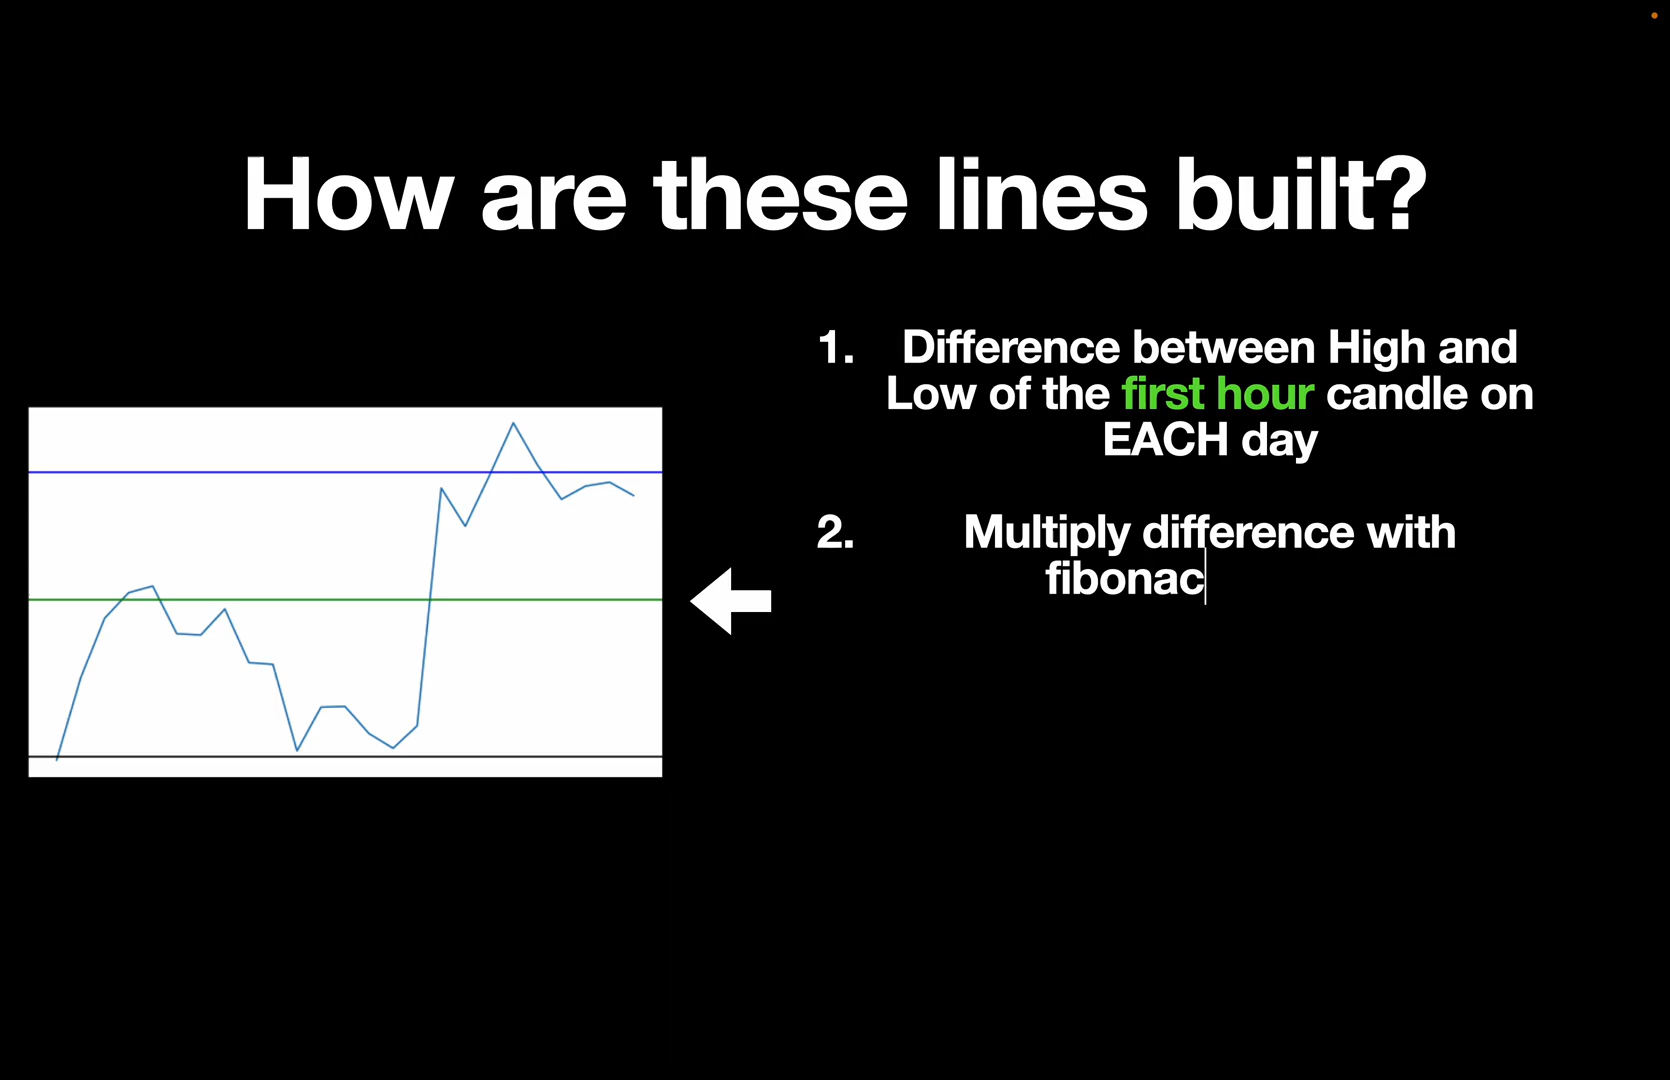 How are these lines built?
1. Difference between High and
Low of the first hour candle on
EACH day
2. Multiply difference with
fibonac